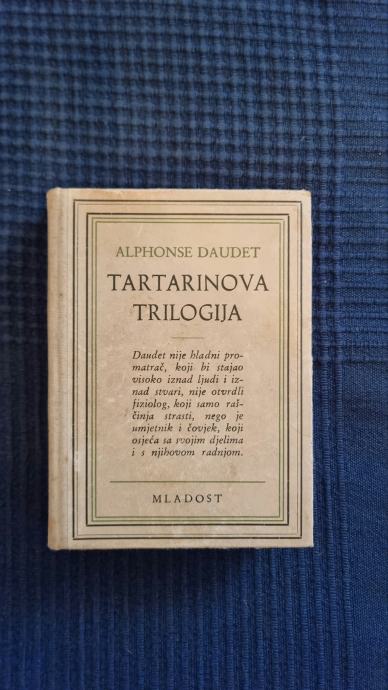 ALPHONSE DAUDET
TARTARINOVA
TRILOGIJA
Daudet nije hladni pro-
matrač, koji bi stajao
visoko iznad ljudi i iz-
nad stvari, nije otvrdli
fiziolog, koji samo raš-
činja strasti, nego je
umjetnik i čovjek, koji
osjeća sa svojim djelima
i s njihovom radnjom.
MLADOST